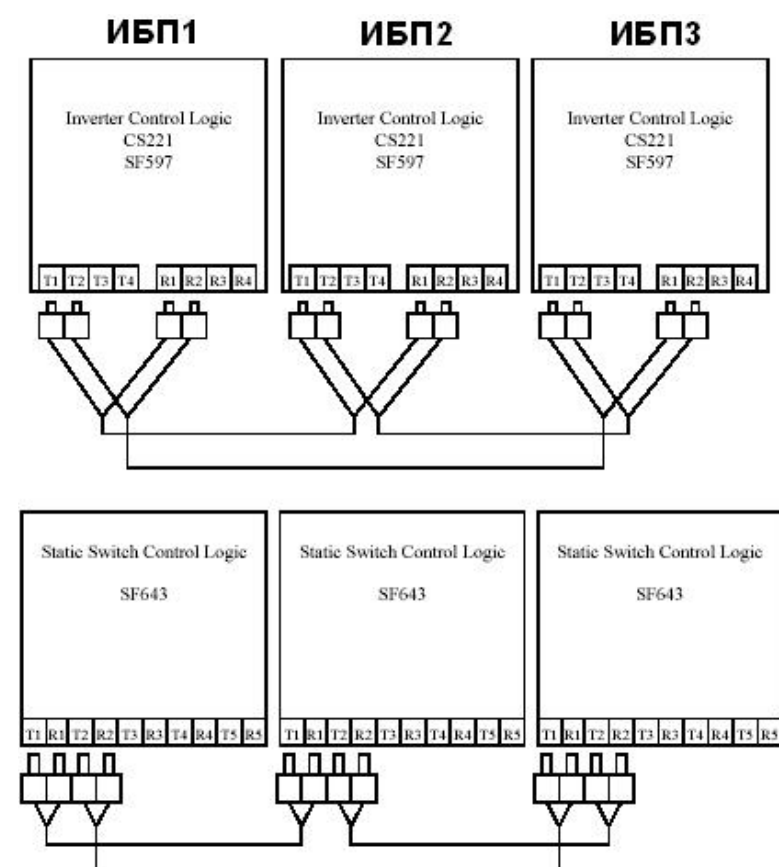 ИБП1 ИБП2 ИБП3
Inverter Control Logic Inverter Control Logic Inverter Control Logic
CS221 CS221 CS221
SF597 SF597 SF597
T1 T2 T3 T4 R1 R2 R3 R4 T1 T2 T3 T4 R1 R2 R3 R4 T1 T2 T3 T4 R1 R2 R3 R4
Static Switch Control Logic Static Switch Control Logic Static Switch Control Logic
SF643 SF643 SF643
T1 R1 T2 R2 T3 R3 T4 R4 T5 R5 T1 R1 T2 R2 T3 R3 T4 R4 T5 R5 T1 R1 T2 R2 T3 R3 T4 R4 T5 R5